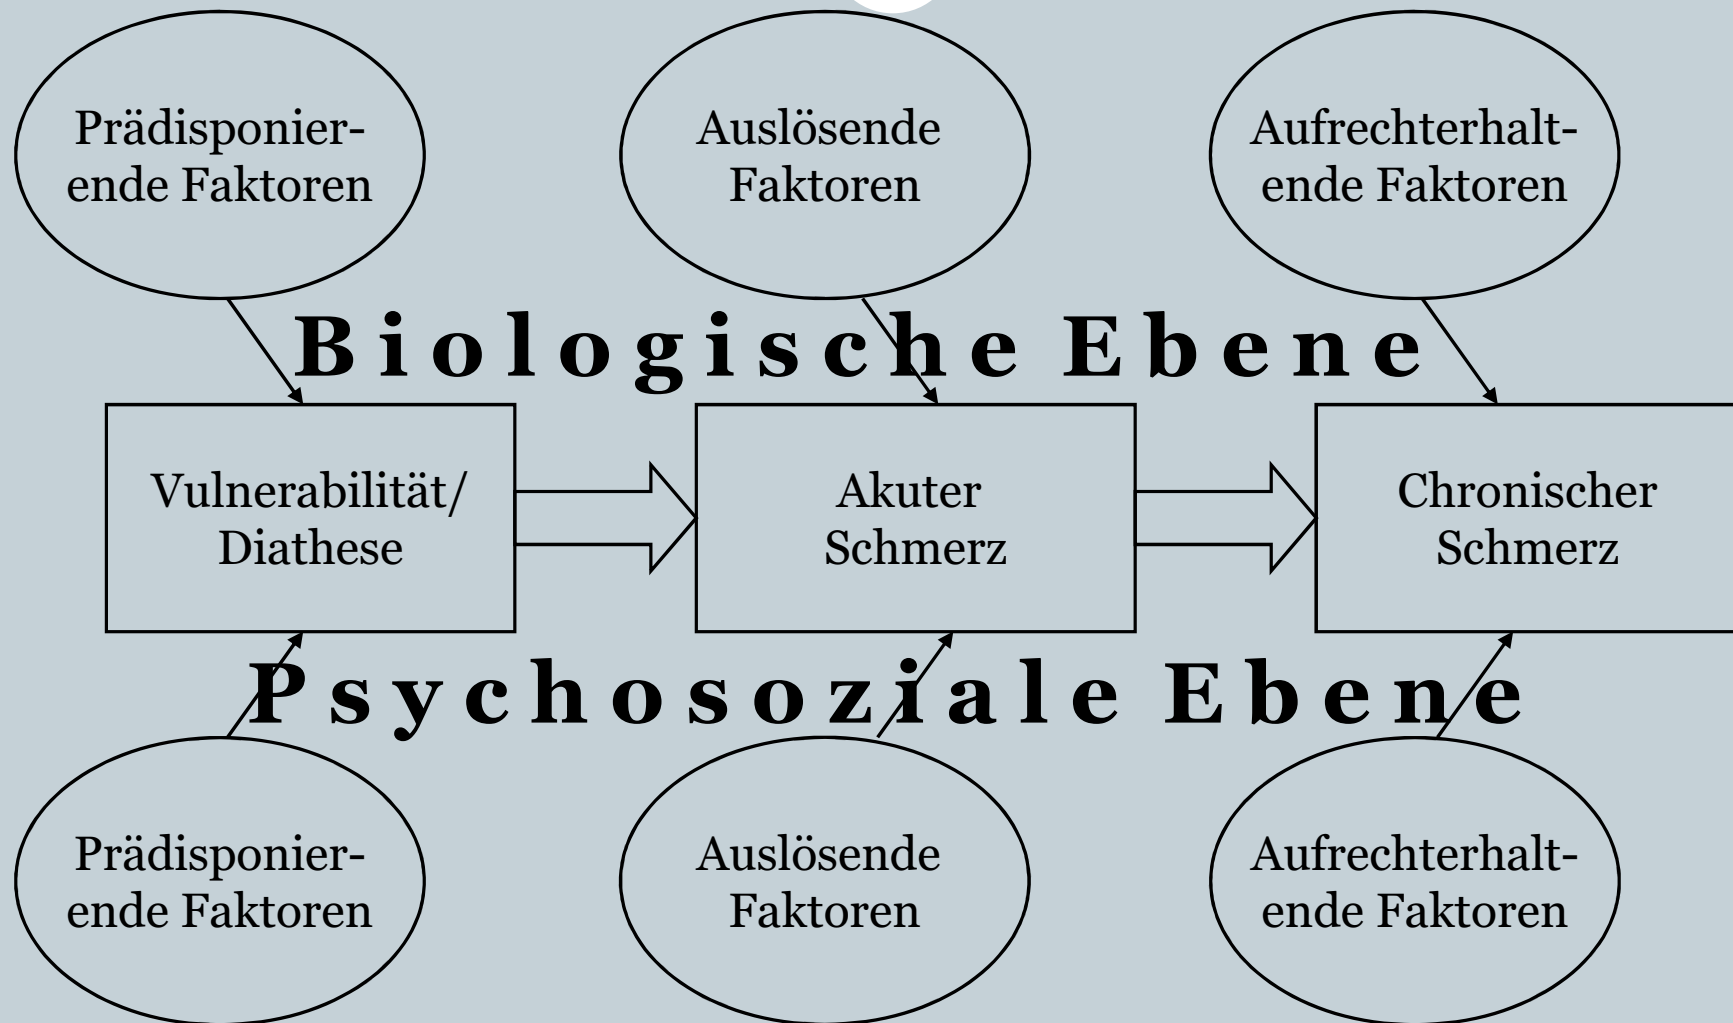 Prädisponier-
ende Faktoren
Auslösende
Faktoren
Aufrechterhalt-
ende Faktoren
Biologische Ebene
Vulnerabilität/
Diathese
Akuter
Schmerz
Chronischer
Schmerz
Psychosoziale Ebene
Prädisponier-
ende Faktoren
Auslösende
Faktoren
Aufrechterhalt-
ende Faktoren